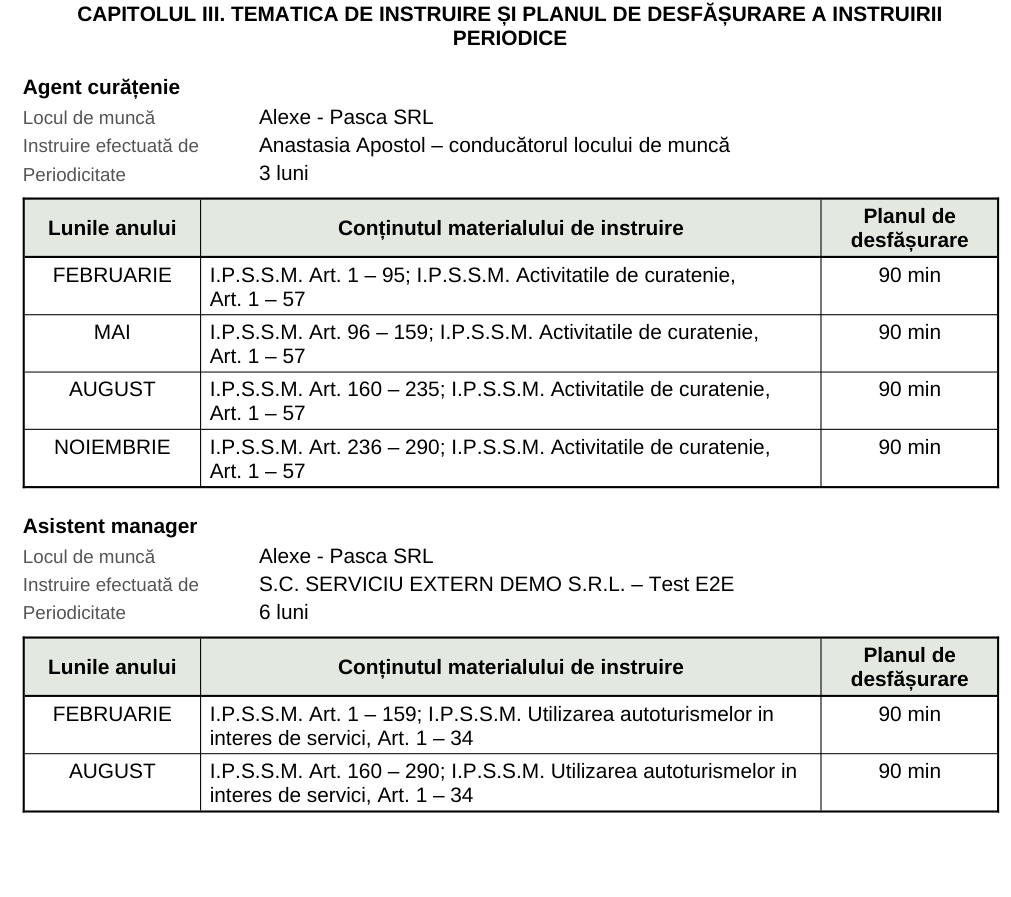 CAPITOLUL III. TEMATICA DE INSTRUIRE ȘI PLANUL DE DESFĂȘURARE A INSTRUIRII
PERIODICE
Agent curățenie
Locul de muncă Alexe - Pasca SRL
Instruire efectuată de Anastasia Apostol – conducătorul locului de muncă
Periodicitate 3 luni
Lunile anului Conținutul materialului de instruire Planul de
desfășurare
FEBRUARIE I.P.S.S.M. Art. 1 – 95; I.P.S.S.M. Activitatile de curatenie, 90 min
Art. 1 – 57
MAI I.P.S.S.M. Art. 96 – 159; I.P.S.S.M. Activitatile de curatenie, 90 min
Art. 1 – 57
AUGUST I.P.S.S.M. Art. 160 – 235; I.P.S.S.M. Activitatile de curatenie, 90 min
Art. 1 – 57
NOIEMBRIE I.P.S.S.M. Art. 236 – 290; I.P.S.S.M. Activitatile de curatenie, 90 min
Art. 1 – 57
Asistent manager
Locul de muncă Alexe - Pasca SRL
Instruire efectuată de S.C. SERVICIU EXTERN DEMO S.R.L. – Test E2E
Periodicitate 6 luni
Lunile anului Conținutul materialului de instruire Planul de
desfășurare
FEBRUARIE I.P.S.S.M. Art. 1 – 159; I.P.S.S.M. Utilizarea autoturismelor in 90 min
interes de servici, Art. 1 – 34
AUGUST I.P.S.S.M. Art. 160 – 290; I.P.S.S.M. Utilizarea autoturismelor in 90 min
interes de servici, Art. 1 – 34